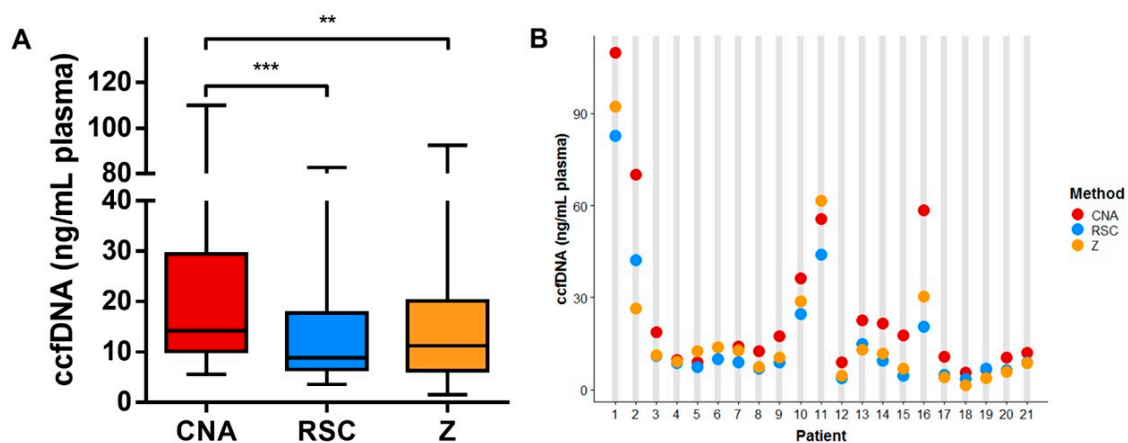 A
ccfDNA (ng/mL plasma)
120
100
80
40
30
20
10
0
**
***
CNA RSC Z
B
ccfDNA (ng/mL plasma)
90
60
30
0
1 2 3 4 5 6 7 8 9 10 11 12 13 14 15 16 17 18 19 20 21
Patient
Method
CNA
RSC
Z